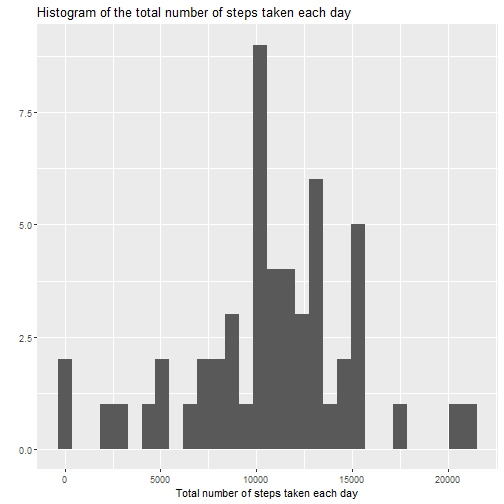 Histogram of the total number of steps taken each day
7.5
5.0
2.5
0.0
0 5000 10000 15000 20000
Total number of steps taken each day